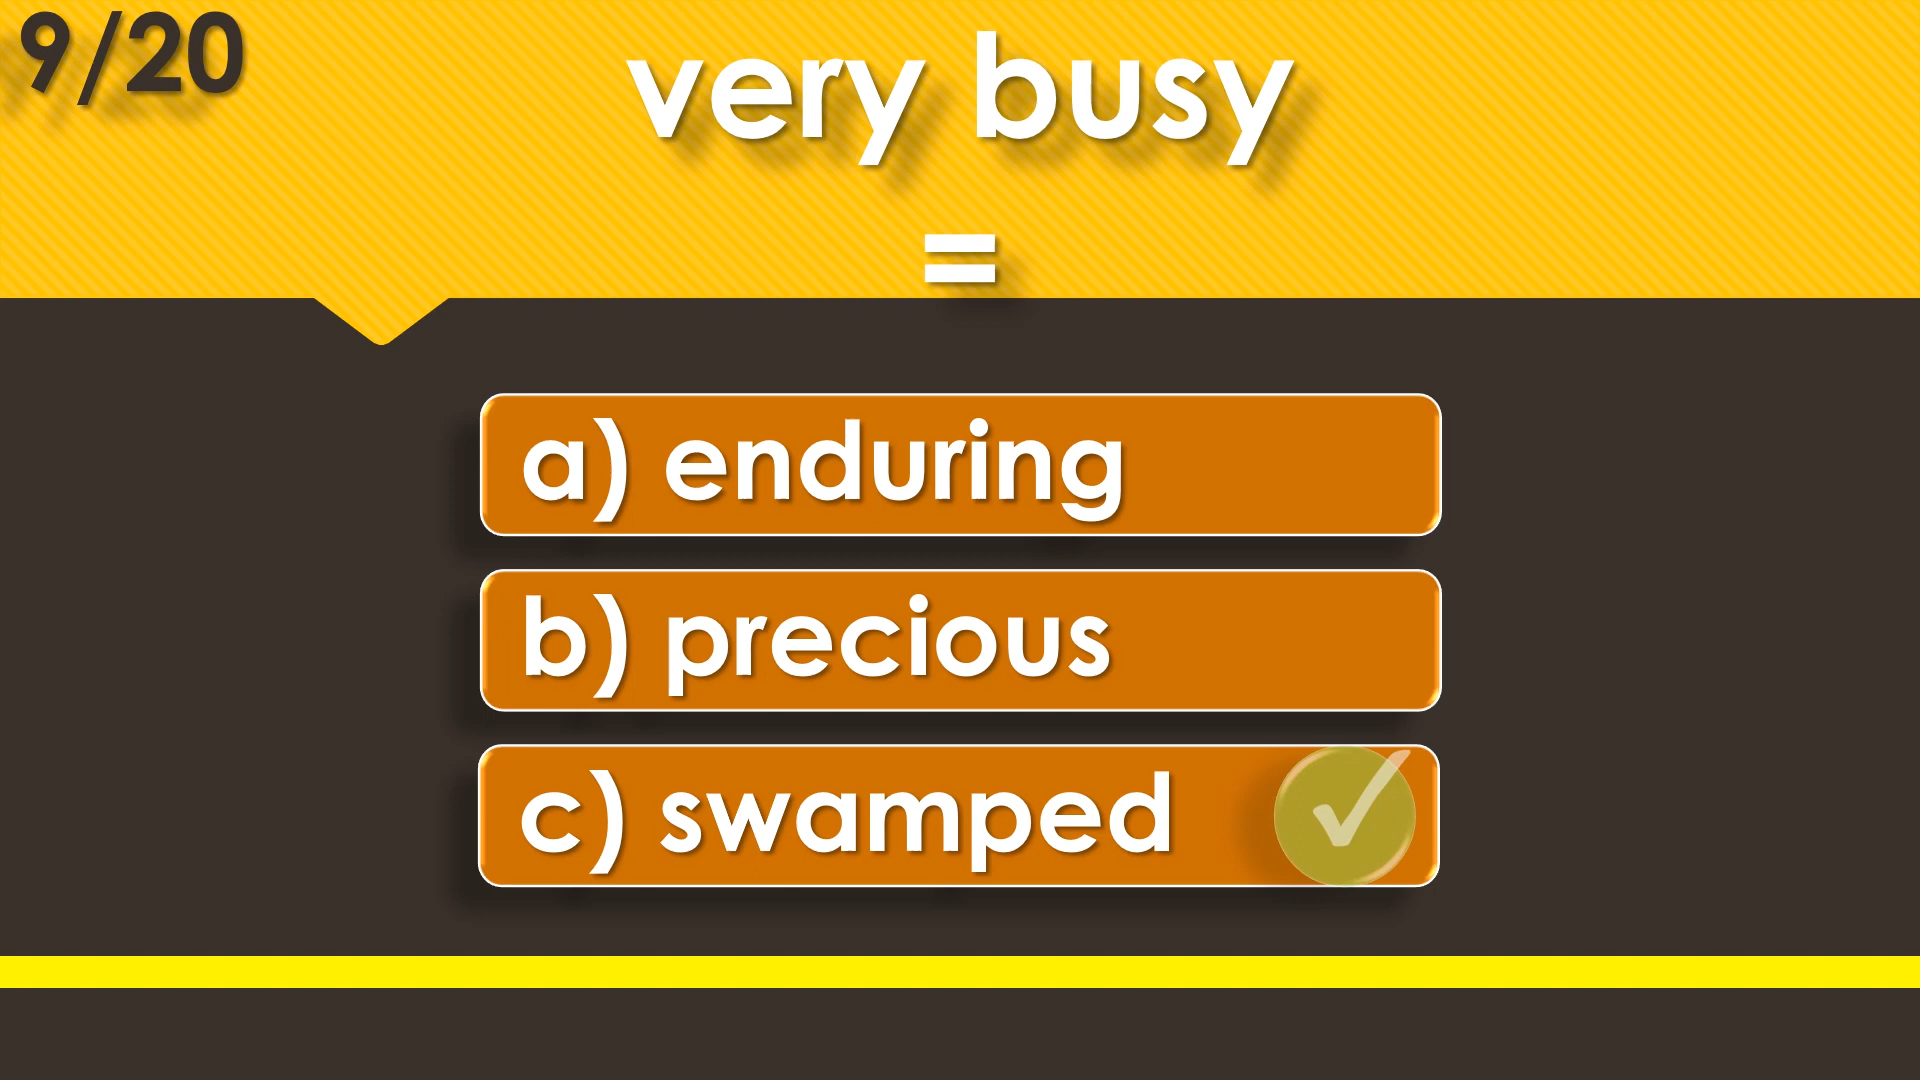 9/20
very busy
=
a) enduring
b) precious
c) swamped